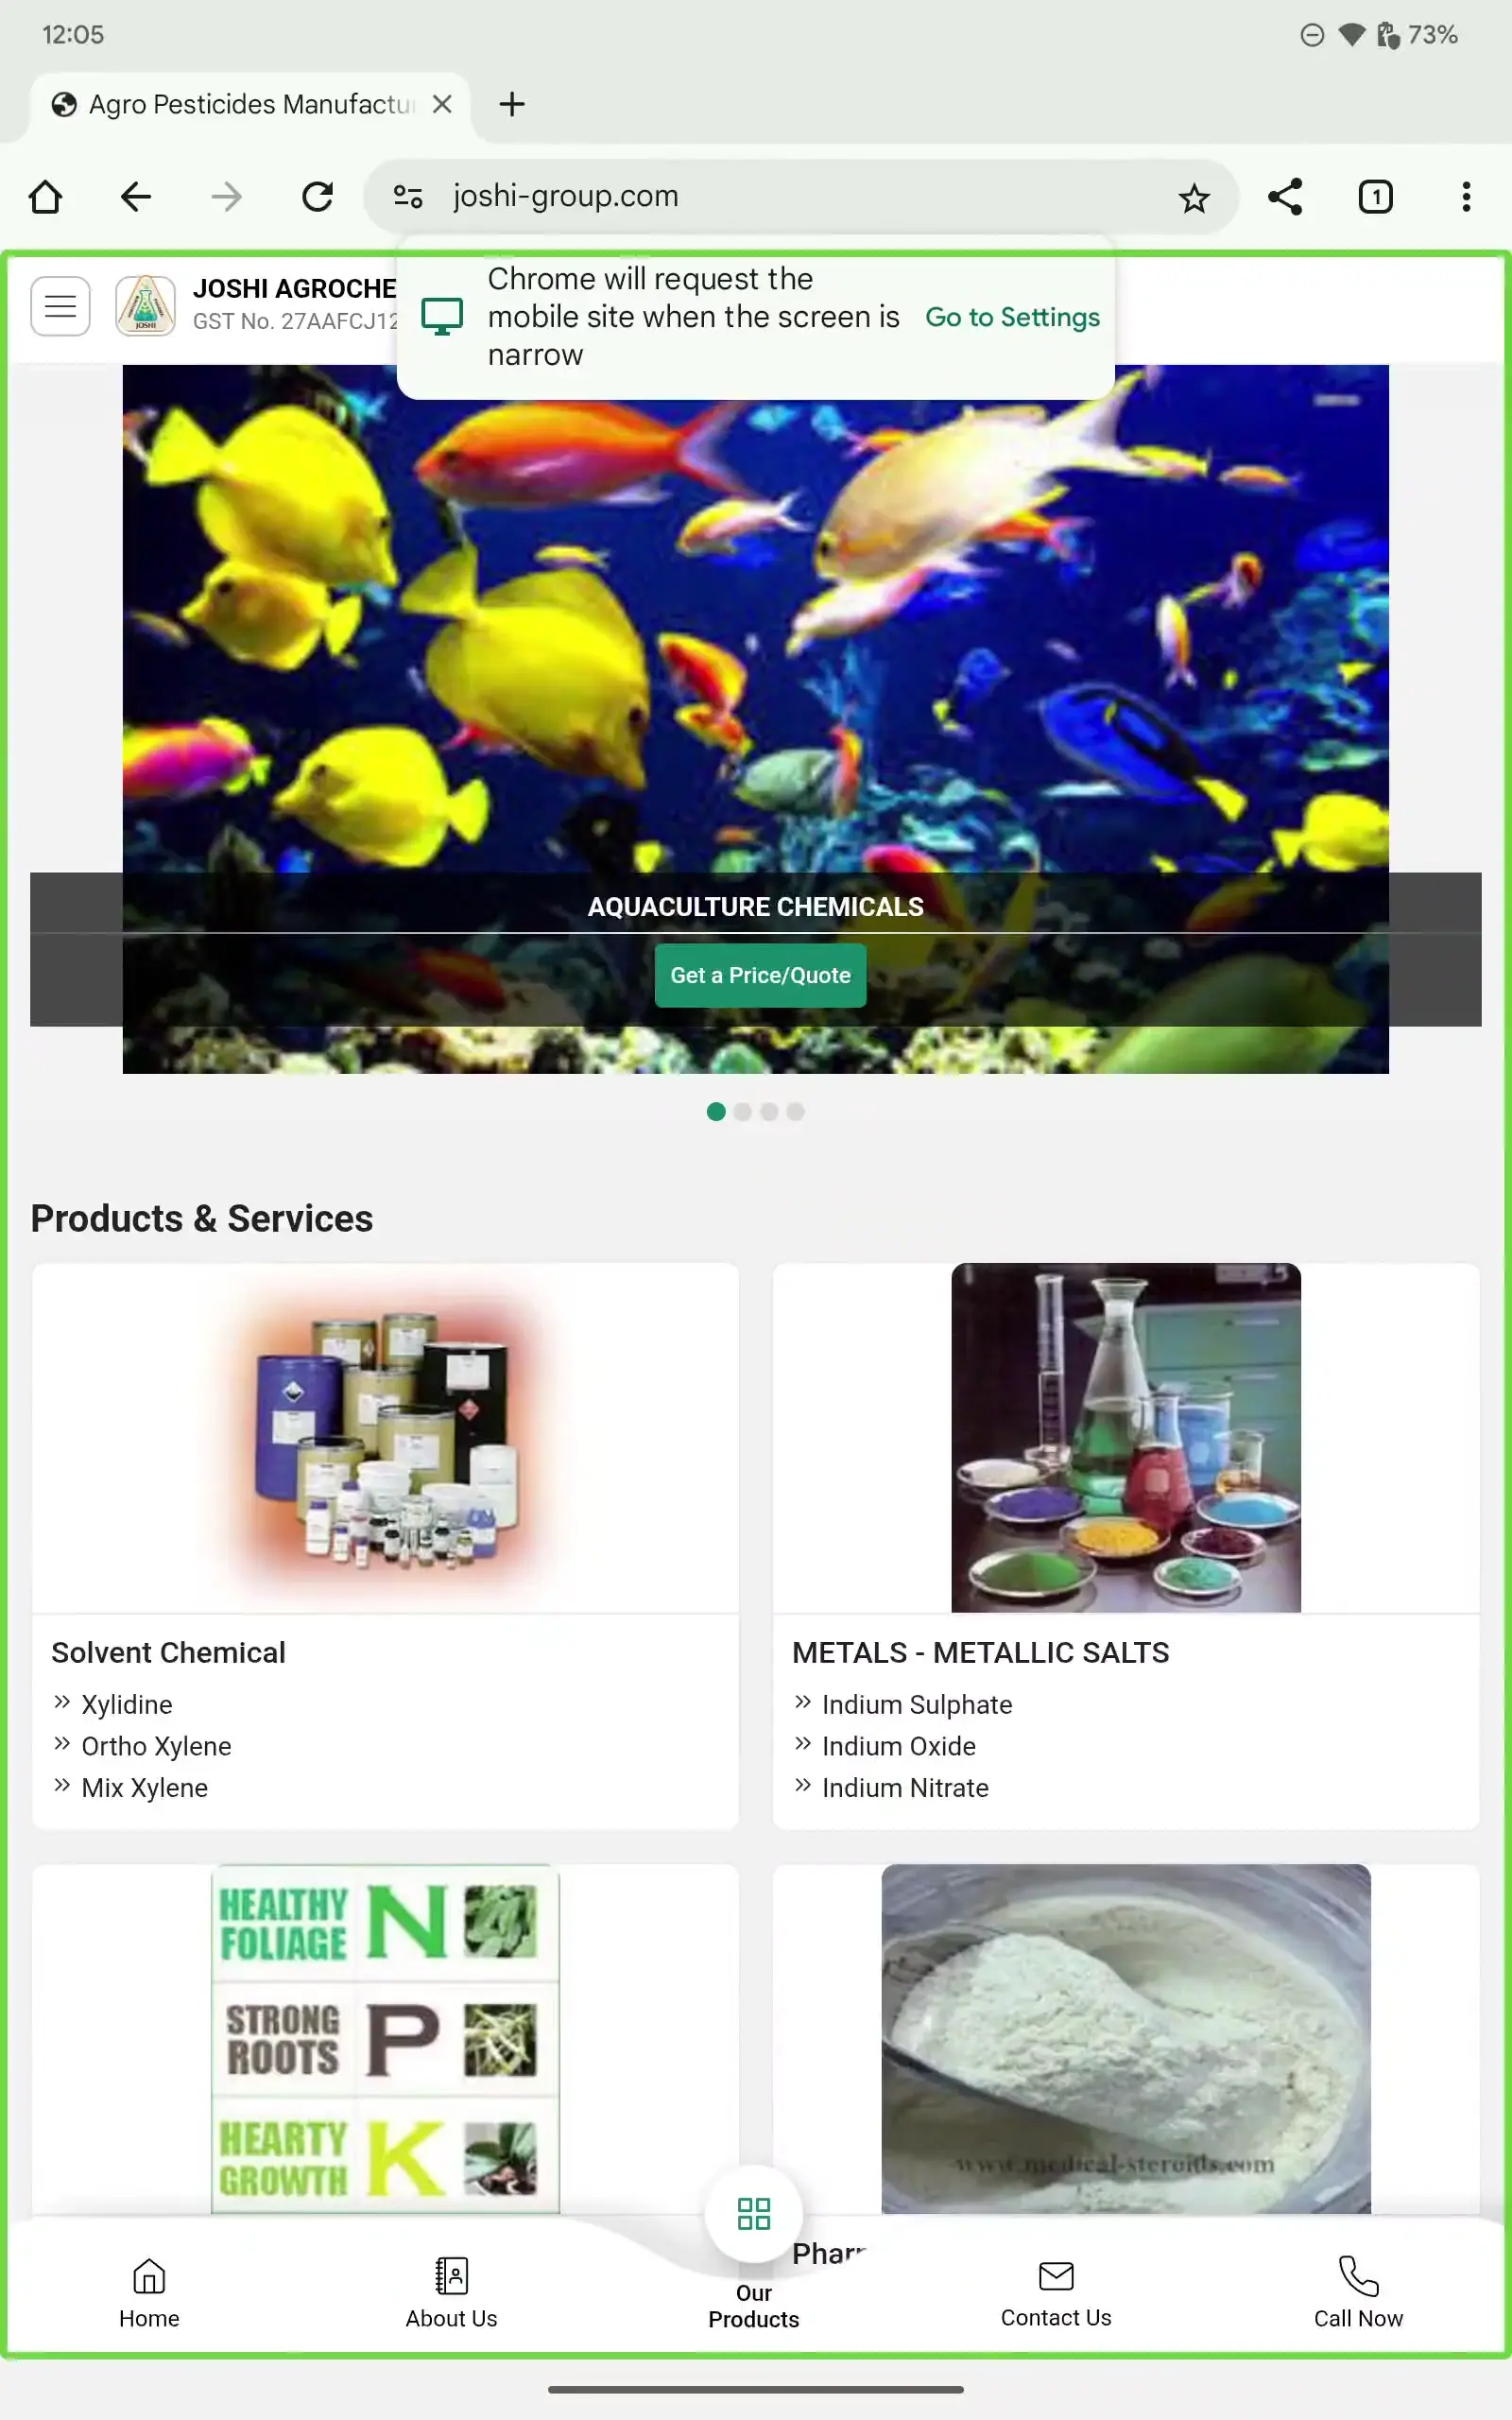 12:05
73%
Agro Pesticides Manufactu
joshi-group.com
1
Chrome will request the
mobile site when the screen is
narrow
Go to Settings
JOSHI AGROCHE
GST No. 27AAFCJ12
JOSHI
AQUACULTURE CHEMICALS
Get a Price/Quote
Products & Services
Solvent Chemical
» Xylidine
» Ortho Xylene
» Mix Xylene
METALS - METALLIC SALTS
» Indium Sulphate
» Indium Oxide
» Indium Nitrate
HEALTHY
FOLIAGE
N
STRONG
ROOTS
P
HEARTY
GROWTH
K
www.medical-steroids.com
Phar
Home
About Us
Our
Products
Contact Us
Call Now